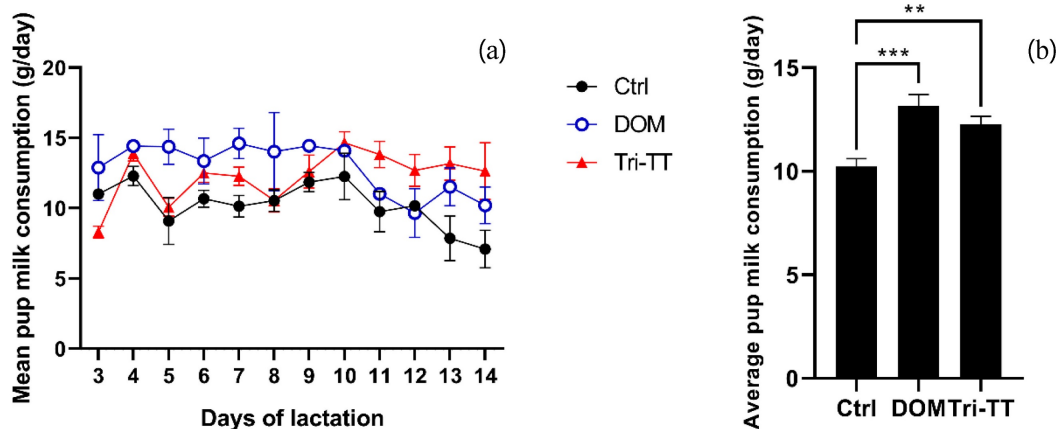 (a)
Mean pup milk consumption (g/day)
20
15
10
5
0
3 4 5 6 7 8 9 10 11 12 13 14
Days of lactation
Ctrl
DOM
Tri-TT
(b)
Average pup milk consumption (g/day)
15
10
5
0
**
***
Ctrl DOM Tri-TT